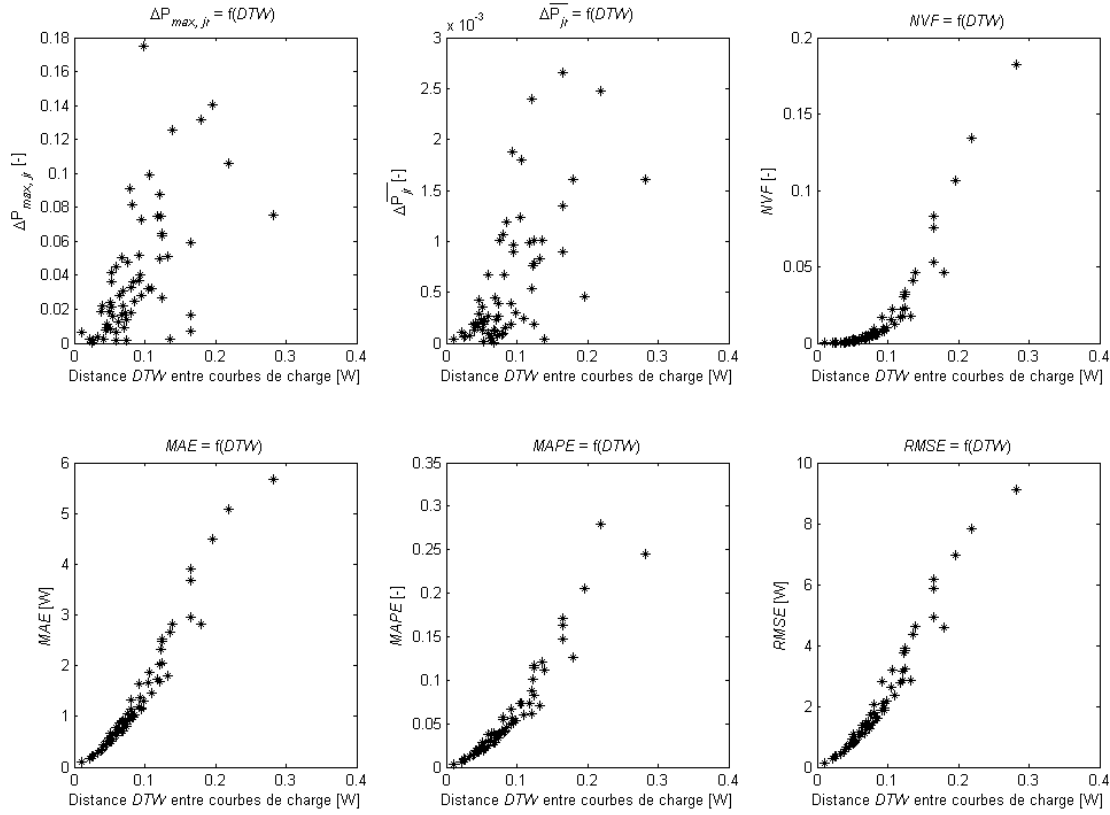 ΔP max, jr = f(DTW)
0.18
0.16
0.14
0.12
0.1
0.08
0.06
0.04
0.02
0
0 0.1 0.2 0.3 0.4
ΔP max, jr [-]
Distance DTW entre courbes de charge [W]
ΔP̅jr = f(DTW)
x 10 -3
3
2.5
2
1.5
1
0.5
0
0 0.1 0.2 0.3 0.4
ΔP̅jr [-]
Distance DTW entre courbes de charge [W]
NVF = f(DTW)
0.2
0.15
0.1
0.05
0
0 0.1 0.2 0.3 0.4
NVF [-]
Distance DTW entre courbes de charge [W]
MAE = f(DTW)
6
5
4
3
2
1
0
0 0.1 0.2 0.3 0.4
MAE [W]
Distance DTW entre courbes de charge [W]
MAPE = f(DTW)
0.35
0.3
0.25
0.2
0.15
0.1
0.05
0
0 0.1 0.2 0.3 0.4
MAPE [-]
Distance DTW entre courbes de charge [W]
RMSE = f(DTW)
10
8
6
4
2
0
0 0.1 0.2 0.3 0.4
RMSE [W]
Distance DTW entre courbes de charge [W]